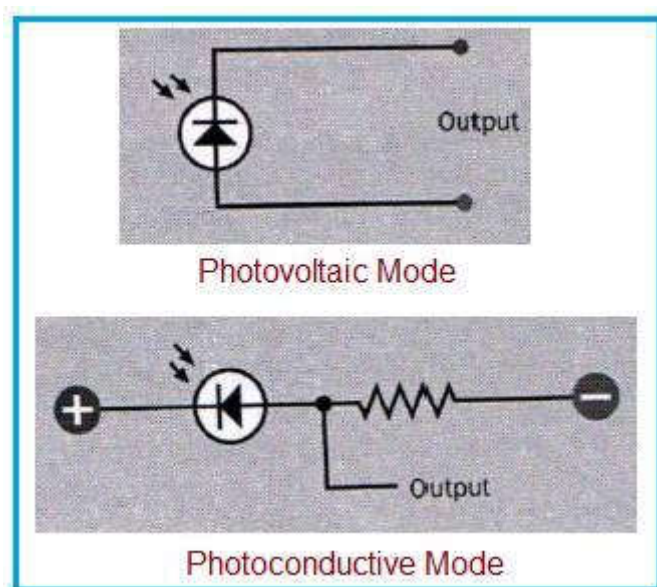 Output
Photovoltaic Mode
+
−
Output
Photoconductive Mode